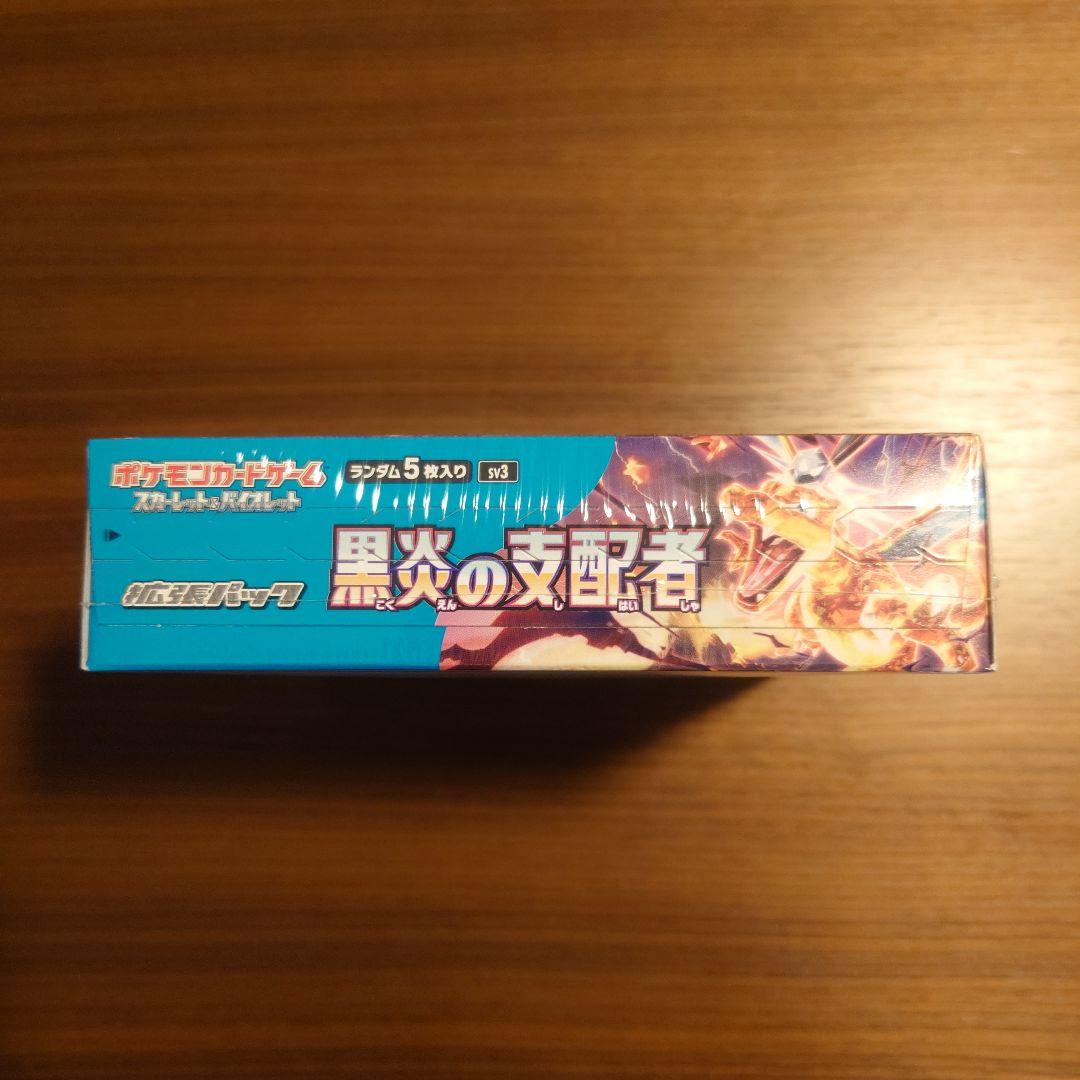 ポケモンカードゲーム
スカーレット&バイオレット
ランダム5枚入り
sv3
拡張パック
黒炎の支配者
こくえん しはいしゃ